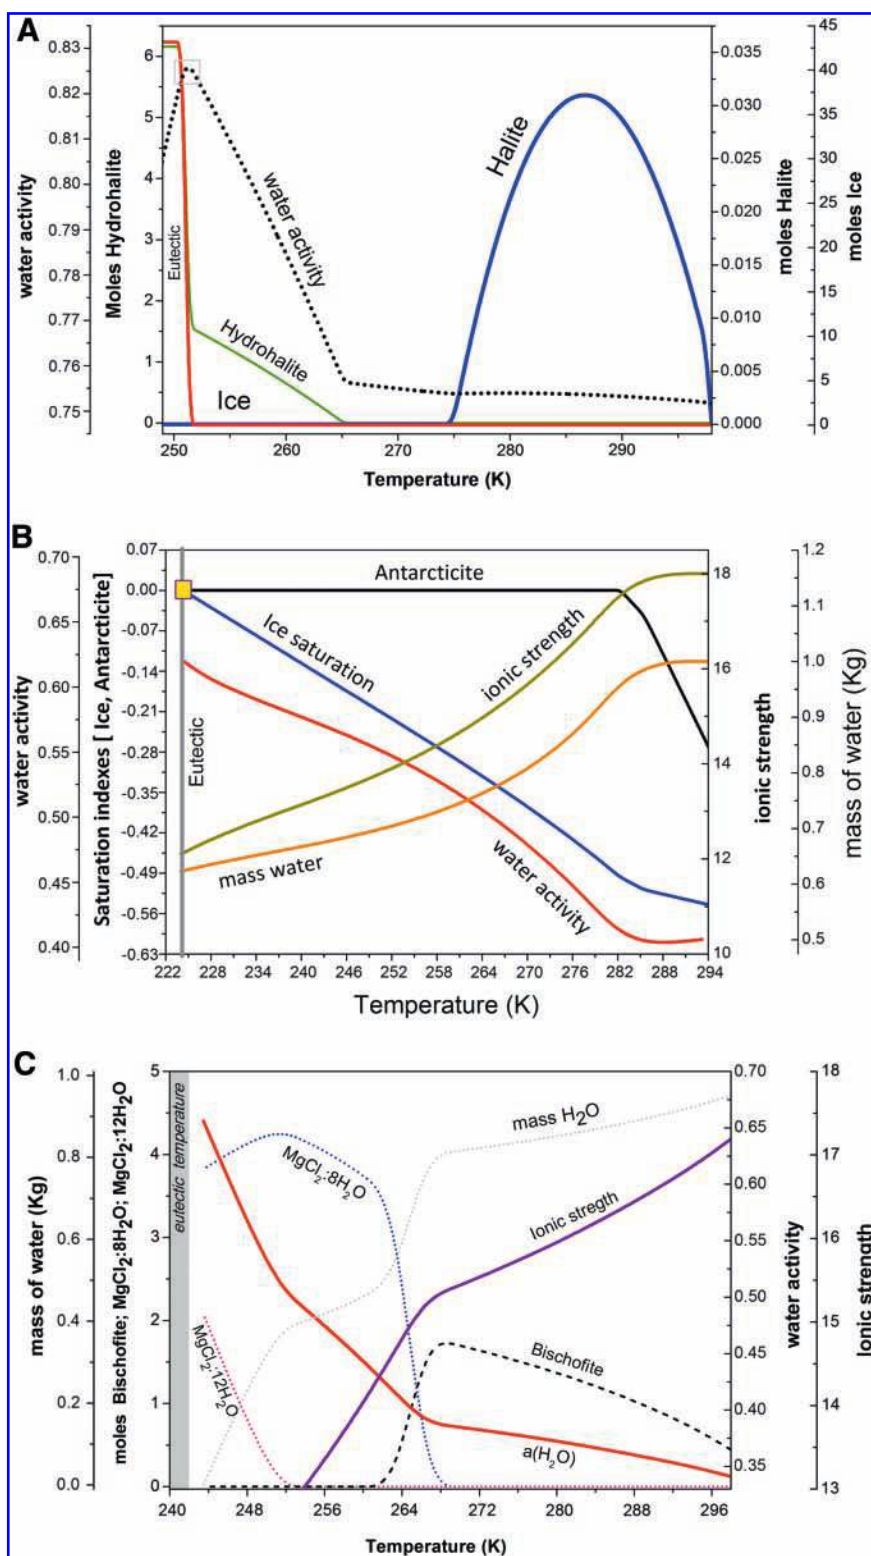 A
water activity
0.83
0.82
0.81
0.80
0.79
0.78
0.77
0.76
0.75
Moles Hydrohalite
6
5
4
3
2
1
0
Eutectic
water activity
Hydrohalite
Ice
Halite
0.035
0.030
0.025
0.020
0.015
0.010
0.005
0.000
moles Halite
45
40
35
30
25
20
15
10
5
0
moles Ice
250
260
270
280
290
Temperature (K)
B
water activity
0.70
0.65
0.60
0.55
0.50
0.45
0.40
Saturation indexes [ Ice, Antarcticite]
0.07
0.00
-0.07
-0.14
-0.21
-0.28
-0.35
-0.42
-0.49
-0.56
-0.63
Eutectic
Antarcticite
Ice saturation
ionic strength
mass water
water activity
18
16
14
12
10
ionic strength
1.2
1.1
1.0
0.9
0.8
0.7
0.6
0.5
mass of water (Kg)
222 228 234 240 246 252 258 264 270 276 282 288 294
Temperature (K)
C
mass of water (Kg)
1.0
0.8
0.6
0.4
0.2
0.0
moles Bischofite; MgCl2:8H2O; MgCl2:12H2O
5
4
3
2
1
0
eutectic temperature
mass H2O
MgCl2:8H2O
Ionic stregth
MgCl2:12H2O
Bischofite
a(H2O)
0.70
0.65
0.60
0.55
0.50
0.45
0.40
0.35
water activity
18
17
16
15
14
13
Ionic strength
240 248 256 264 272 280 288 296
Temperature (K)